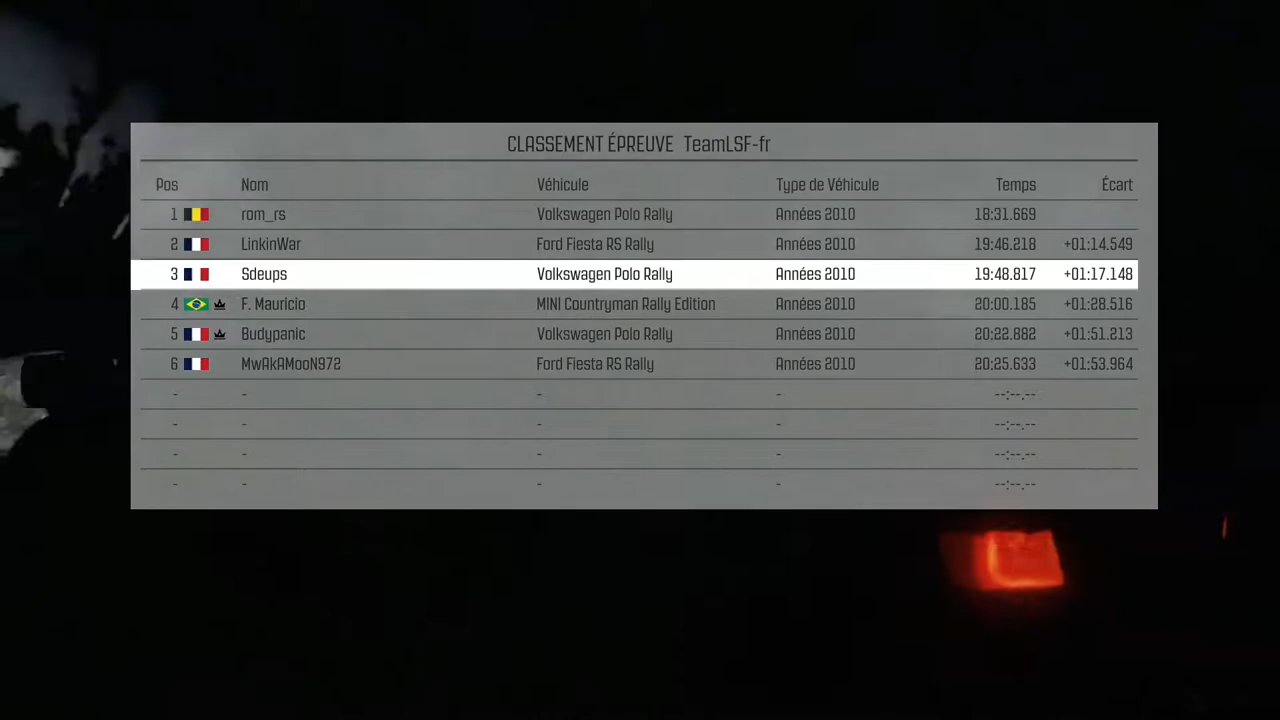 CLASSEMENT ÉPREUVE TeamLSF-fr
Pos Nom Véhicule Type de Véhicule Temps Écart
1 rom_rs Volkswagen Polo Rally Années 2010 18:31.669
2 LinkinWar Ford Fiesta RS Rally Années 2010 19:46.218 +01:14.549
3 Sdeups Volkswagen Polo Rally Années 2010 19:48.817 +01:17.148
4 F. Mauricio MINI Countryman Rally Edition Années 2010 20:00.185 +01:28.516
5 Budypanic Volkswagen Polo Rally Années 2010 20:22.882 +01:51.213
6 MwAkAMooN972 Ford Fiesta RS Rally Années 2010 20:25.633 +01:53.964
- - - - --:--.--
- - - - --:--.--
- - - - --:--.--
- - - - --:--.--